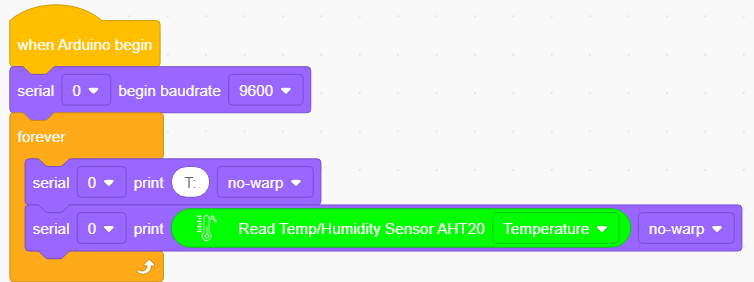 when Arduino begin
serial 0 begin baudrate 9600
forever
serial 0 print T: no-warp
serial 0 print Read Temp/Humidity Sensor AHT20 Temperature no-warp